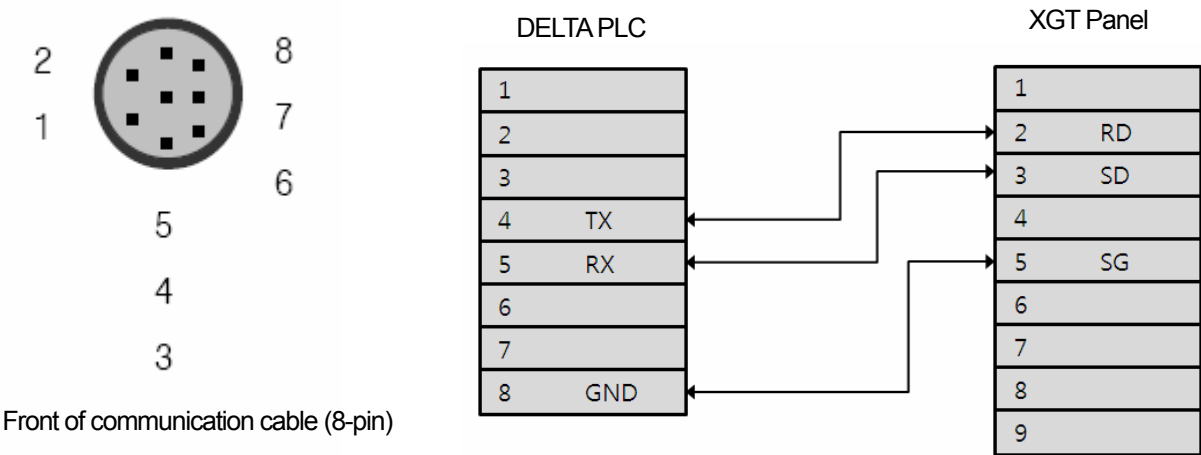 2
1
8
7
6
5
4
3
Front of communication cable (8-pin)
DELTA PLC
1
2
3
4 TX
5 RX
6
7
8 GND
XGT Panel
1
2 RD
3 SD
4
5 SG
6
7
8
9